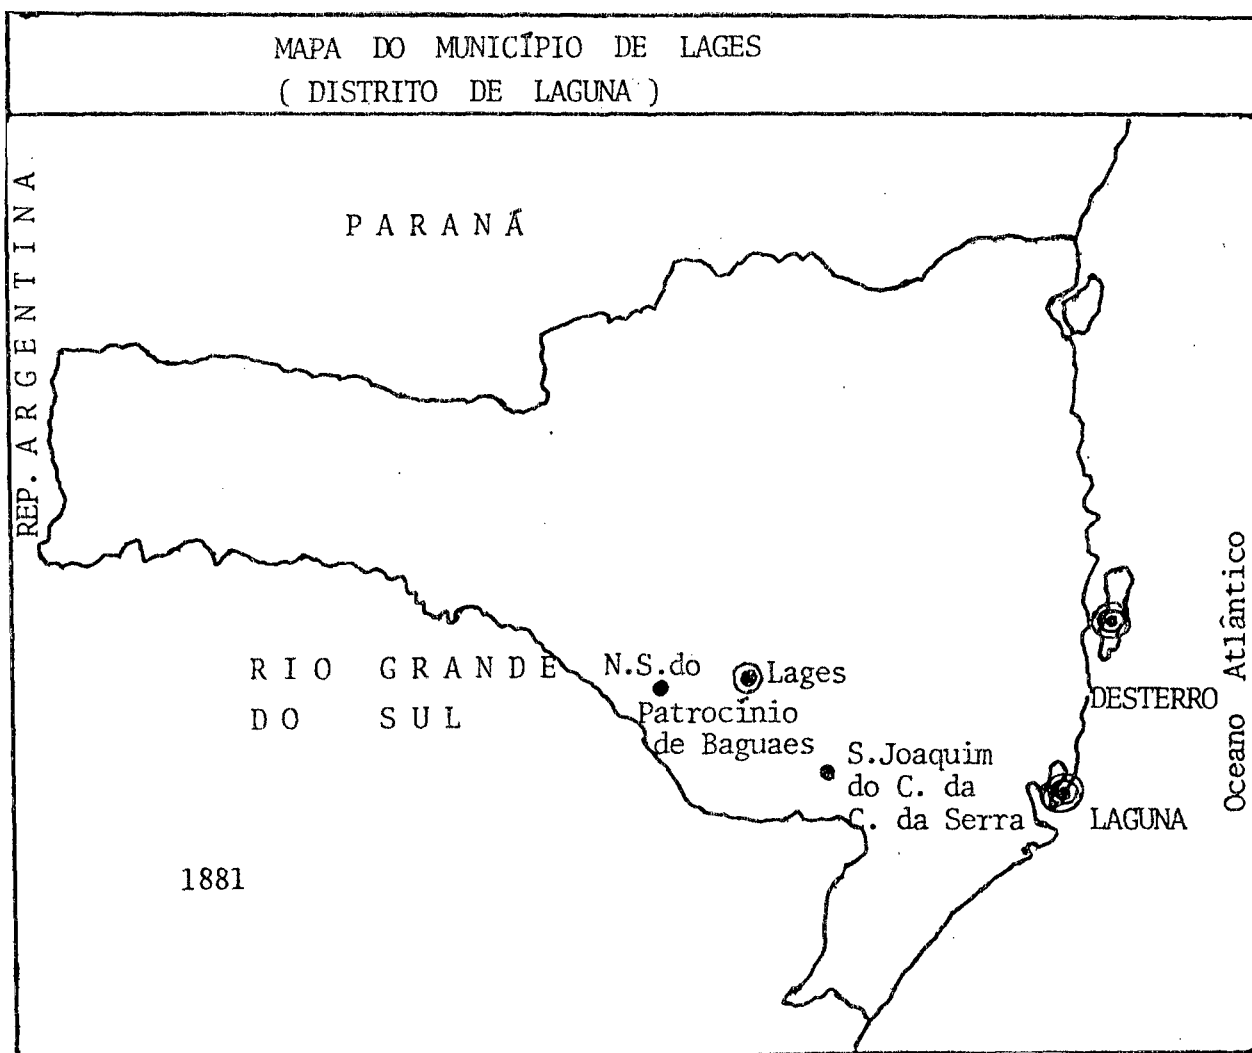 MAPA DO MUNICÍPIO DE LAGES
( DISTRITO DE LAGUNA )
REP. ARGENTINA
PARANÁ
RIO GRANDE
DO SUL
N.S.do
Patrocínio
de Baguaes
Lages
S.Joaquim
do C. da
C. da Serra
DESTERRO
LAGUNA
Oceano Atlântico
1881